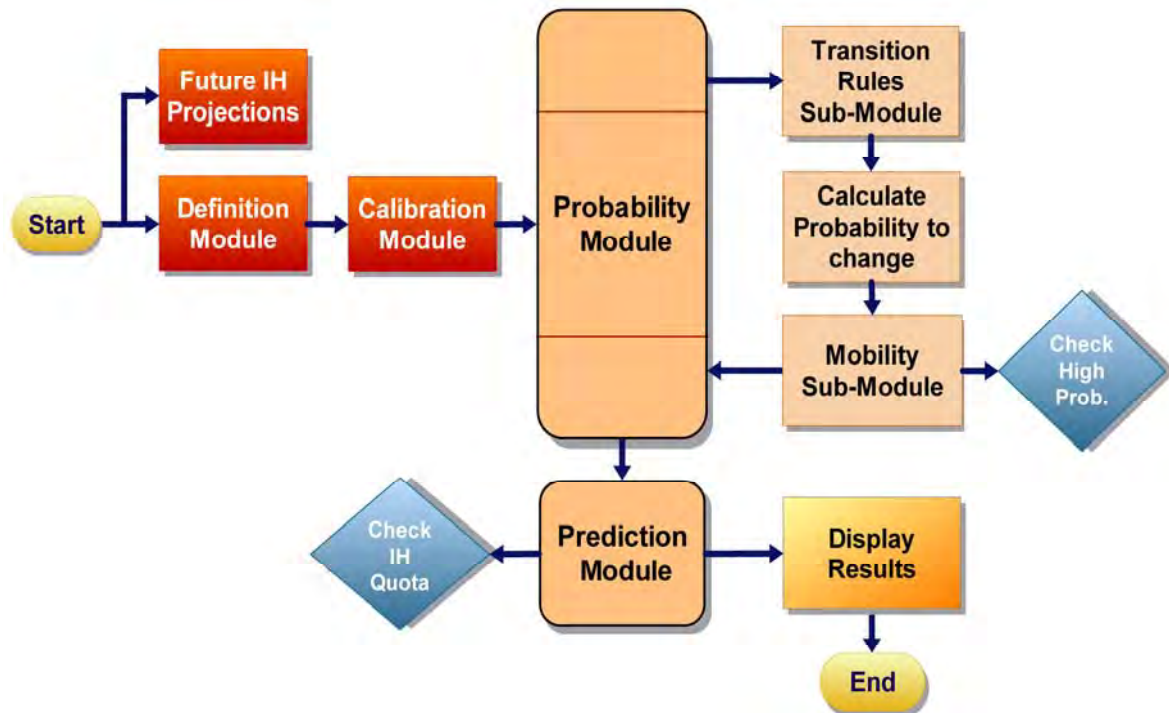 Start
Future IH
Projections
Definition
Module
Calibration
Module
Probability
Module
Transition
Rules
Sub-Module
Calculate
Probability to
change
Mobility
Sub-Module
Check
High
Prob.
Check
IH
Quota
Prediction
Module
Display
Results
End